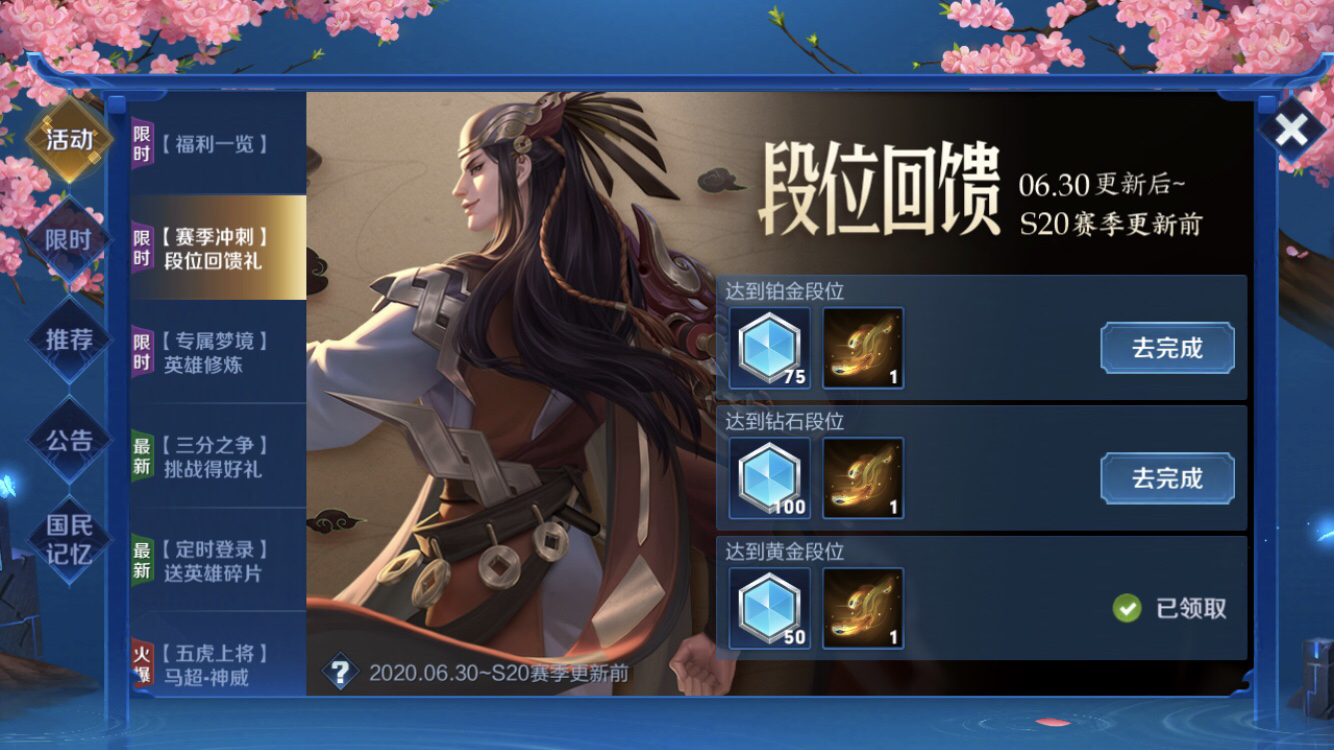 活动
限时
推荐
公告
国民
记忆
限时
【福利一览】
限时
【赛季冲刺】
段位回馈礼
限时
【专属梦境】
英雄修炼
最新
【三分之争】
挑战得好礼
最新
【定时登录】
送英雄碎片
火爆
【五虎上将】
马超-神威
段位回馈
06.30更新后~
S20赛季更新前
达到铂金段位
75
1
去完成
达到钻石段位
100
1
去完成
达到黄金段位
50
1
已领取
?
2020.06.30~S20赛季更新前